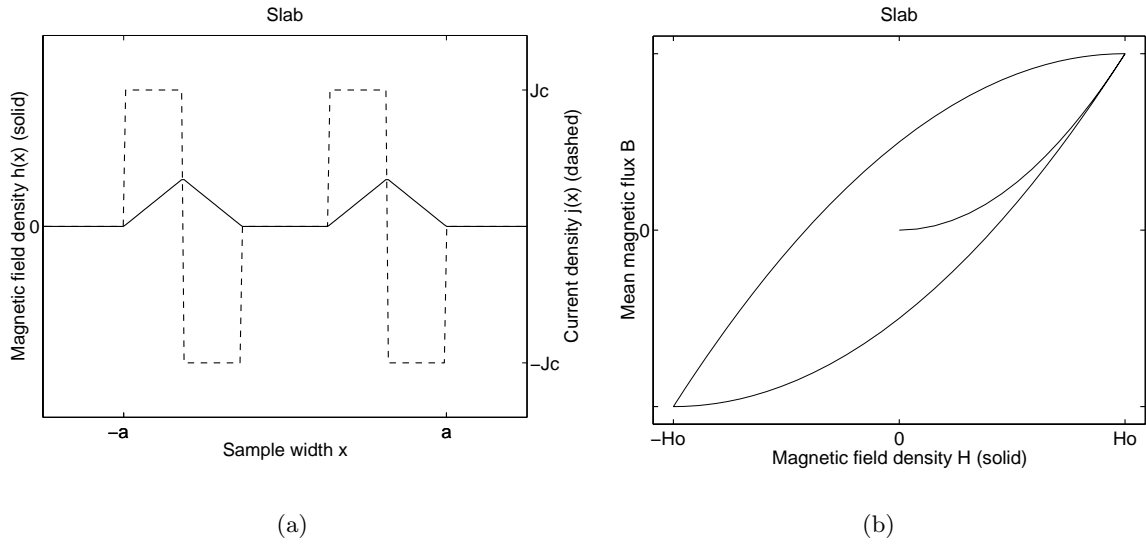 Slab
Magnetic field density h(x) (solid)
0
Jc
−Jc
Current density j(x) (dashed)
−a
a
Sample width x
(a)
Slab
Mean magnetic flux B
0
−Ho
0
Ho
Magnetic field density H (solid)
(b)